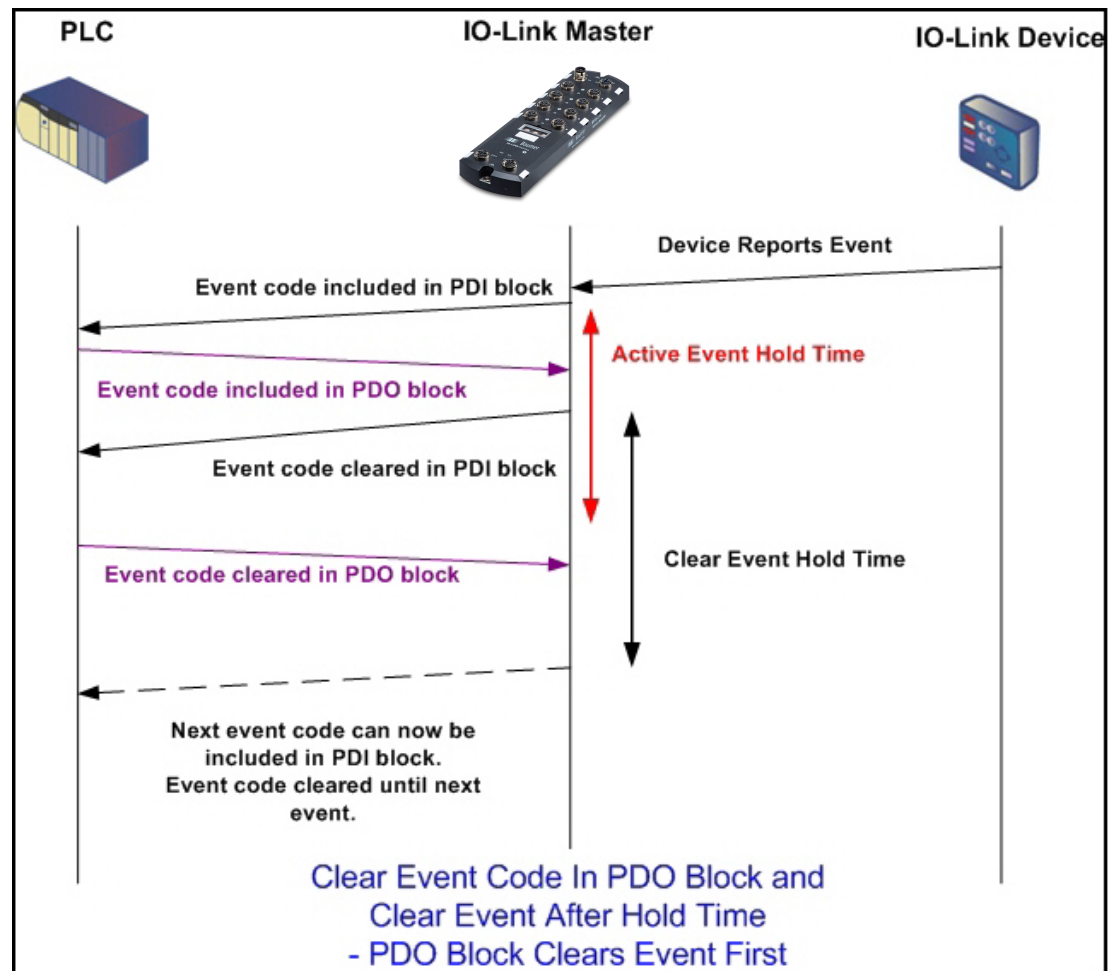 PLC
IO-Link Master
IO-Link Device
Device Reports Event
Event code included in PDI block
Active Event Hold Time
Event code included in PDO block
Event code cleared in PDI block
Clear Event Hold Time
Event code cleared in PDO block
Next event code can now be
included in PDI block.
Event code cleared until next
event.
Clear Event Code In PDO Block and
Clear Event After Hold Time
- PDO Block Clears Event First